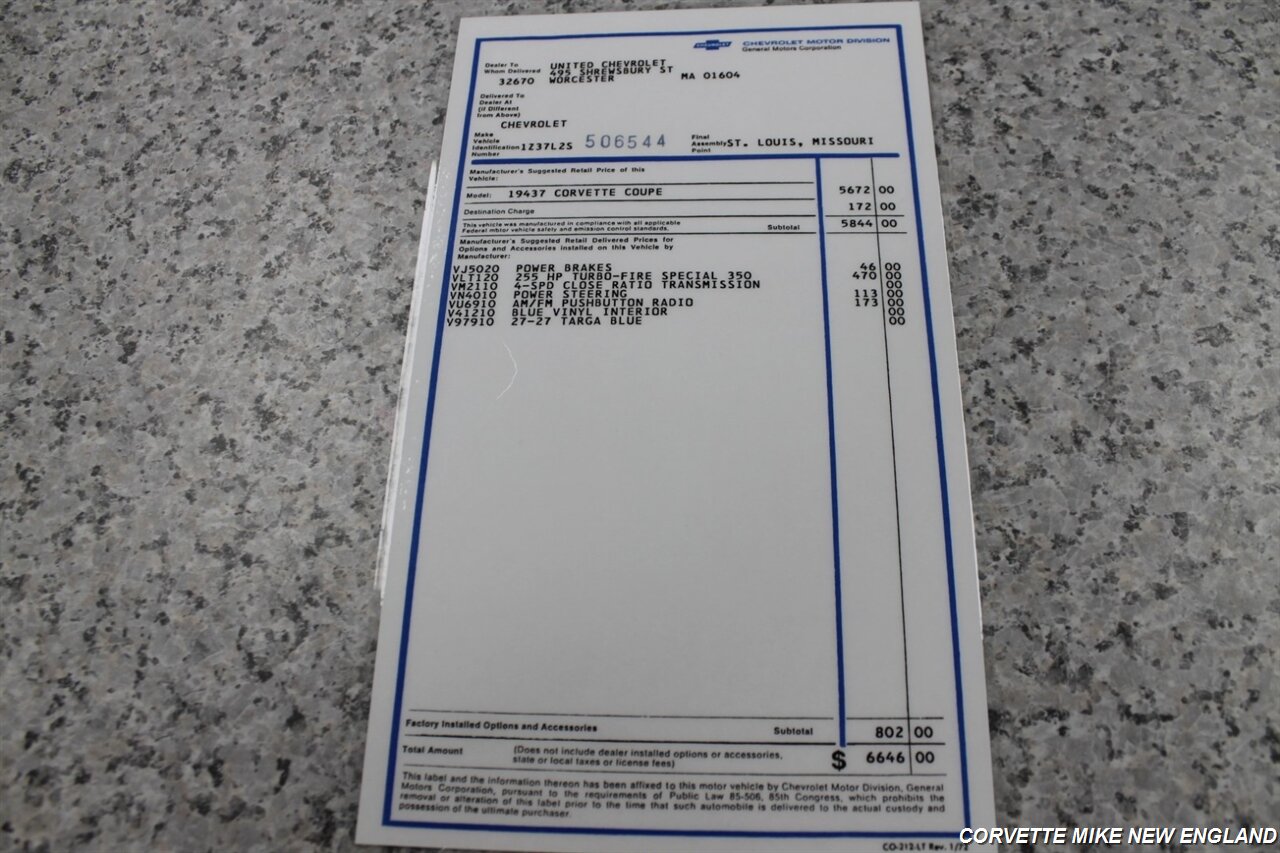 CHEVROLET
CHEVROLET MOTOR DIVISION
General Motors Corporation
Dealer To
Whom Delivered
32670
UNITED CHEVROLET
495 SHREWSBURY ST
WORCESTER MA 01604
Delivered To
Dealer At
(If Different
from Above)
CHEVROLET
Make
Vehicle
Identification
Number
1Z37L2S 506544
Final
Assembly
Point
ST. LOUIS, MISSOURI
Manufacturer's Suggested Retail Price of this
Vehicle:
Model: 19437 CORVETTE COUPE 5672 00
Destination Charge 172 00
This vehicle was manufactured in compliance with all applicable
Federal motor vehicle safety and emission control standards.
Subtotal 5844 00
Manufacturer's Suggested Retail Delivered Prices for
Options and Accessories Installed on this Vehicle by
Manufacturer:
VJ5020 POWER BRAKES 46 00
VLT120 255 HP TURBO-FIRE SPECIAL 350 470 00
VM2110 4-SPD CLOSE RATIO TRANSMISSION 00
VN4010 POWER STEERING 113 00
VU6910 AM/FM PUSHBUTTON RADIO 173 00
V41210 BLUE VINYL INTERIOR 00
V97910 27-27 TARGA BLUE 00
Factory Installed Options and Accessories Subtotal 802 00
Total Amount (Does not include dealer installed options or accessories,
state or local taxes or license fees) $ 6646 00
This label and the information thereon has been affixed to this motor vehicle by Chevrolet Motor Division, General
Motors Corporation, pursuant to the requirements of Public Law 85-506, 85th Congress, which prohibits the
removal or alteration of this label prior to the time that such automobile is delivered to the actual custody and
possession of the ultimate purchaser.
CO-212-LT Rev. 1/72
CORVETTE MIKE NEW ENGLAND